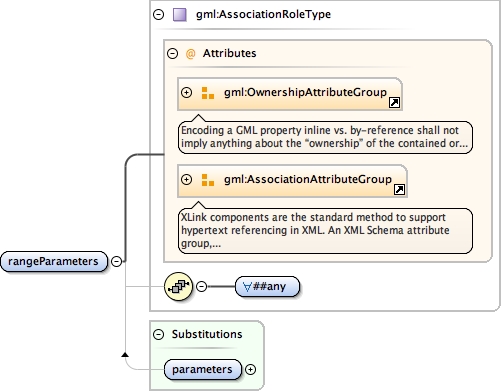 gml:AssociationRoleType
@ Attributes
gml:OwnershipAttributeGroup
Encoding a GML property inline vs. by-reference shall not
imply anything about the “ownership” of the contained or...
gml:AssociationAttributeGroup
XLink components are the standard method to support
hypertext referencing in XML. An XML Schema attribute
group,...
rangeParameters
∀##any
Substitutions
parameters